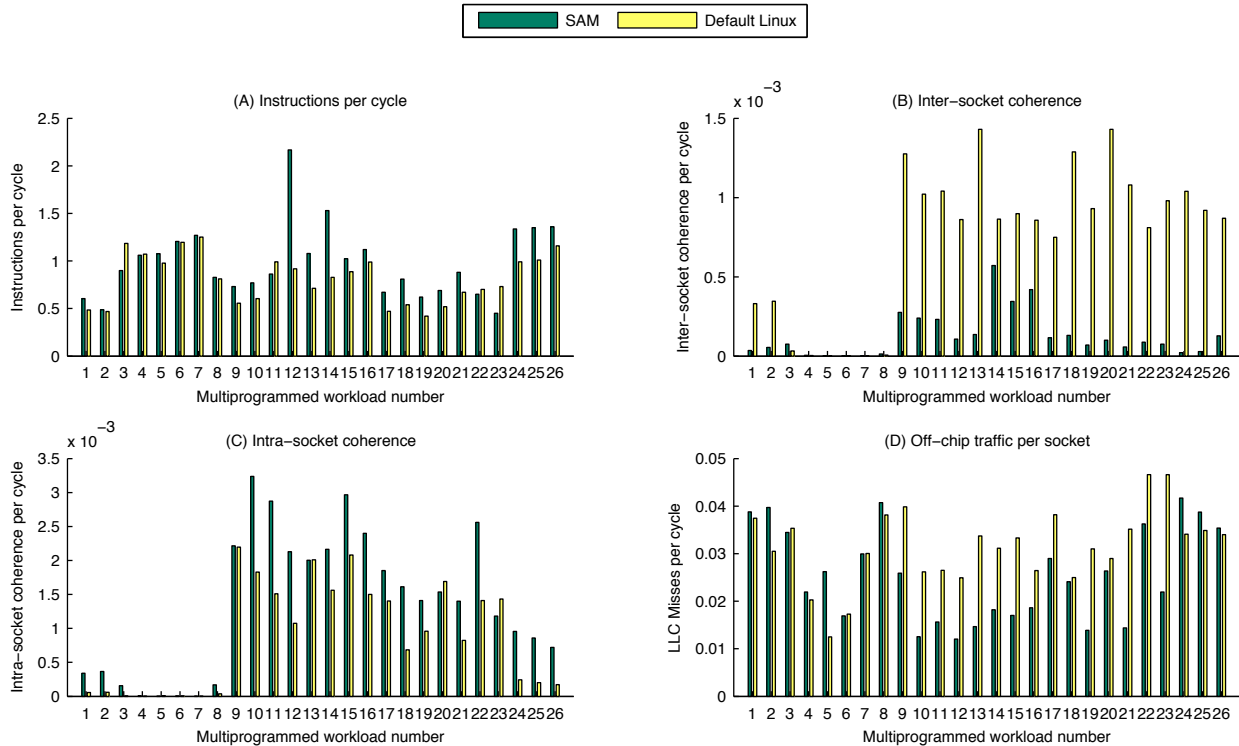 SAM Default Linux
(A) Instructions per cycle
Instructions per cycle
2.5
2
1.5
1
0.5
0
1 2 3 4 5 6 7 8 9 10 11 12 13 14 15 16 17 18 19 20 21 22 23 24 25 26
Multiprogrammed workload number
x 10−3
(B) Inter−socket coherence
Inter−socket coherence per cycle
1.5
1
0.5
0
1 2 3 4 5 6 7 8 9 10 11 12 13 14 15 16 17 18 19 20 21 22 23 24 25 26
Multiprogrammed workload number
x 10−3
(C) Intra−socket coherence
Intra−socket coherence per cycle
3.5
3
2.5
2
1.5
1
0.5
0
1 2 3 4 5 6 7 8 9 10 11 12 13 14 15 16 17 18 19 20 21 22 23 24 25 26
Multiprogrammed workload number
(D) Off−chip traffic per socket
LLC Misses per cycle
0.05
0.04
0.03
0.02
0.01
0
1 2 3 4 5 6 7 8 9 10 11 12 13 14 15 16 17 18 19 20 21 22 23 24 25 26
Multiprogrammed workload number